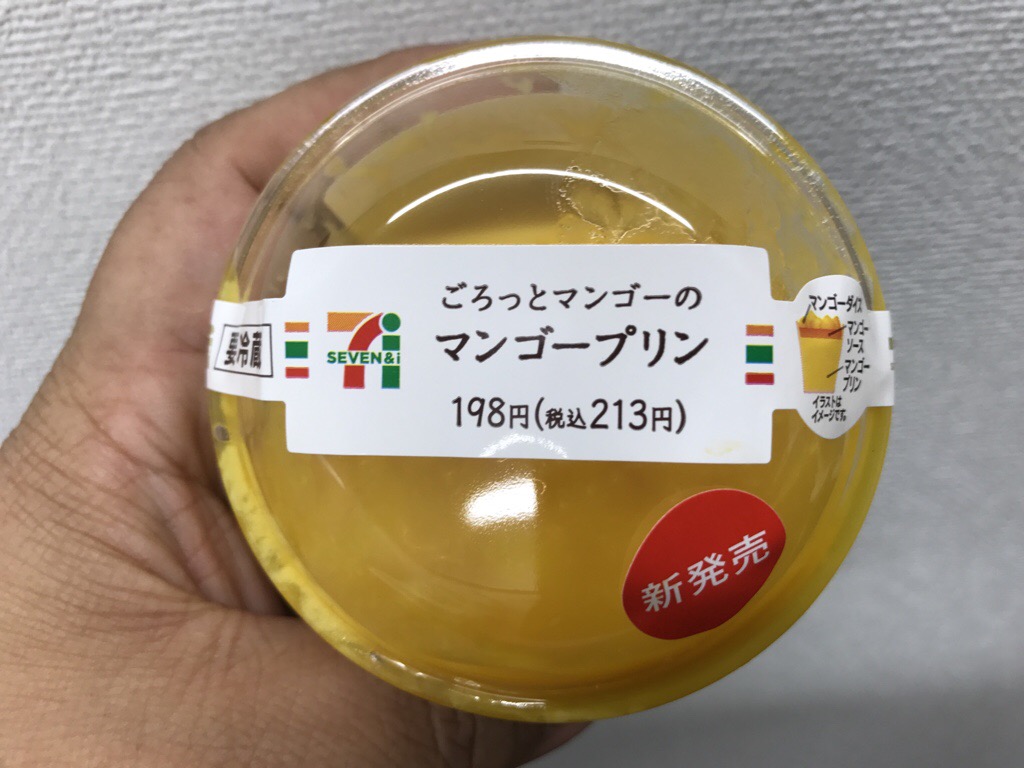 要冷蔵
SEVEN&i
ごろっとマンゴーの
マンゴープリン
198円(税込213円)
マンゴーダイス
マンゴー
ソース
マンゴー
プリン
イラストは
イメージです。
新発売